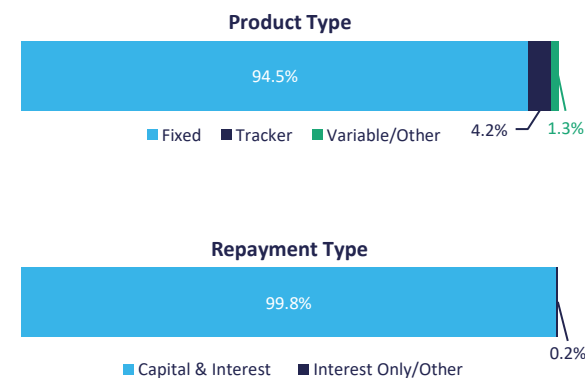 Product Type
94.5%
Fixed Tracker Variable/Other
4.2% 1.3%
Repayment Type
99.8%
0.2%
Capital & Interest Interest Only/Other